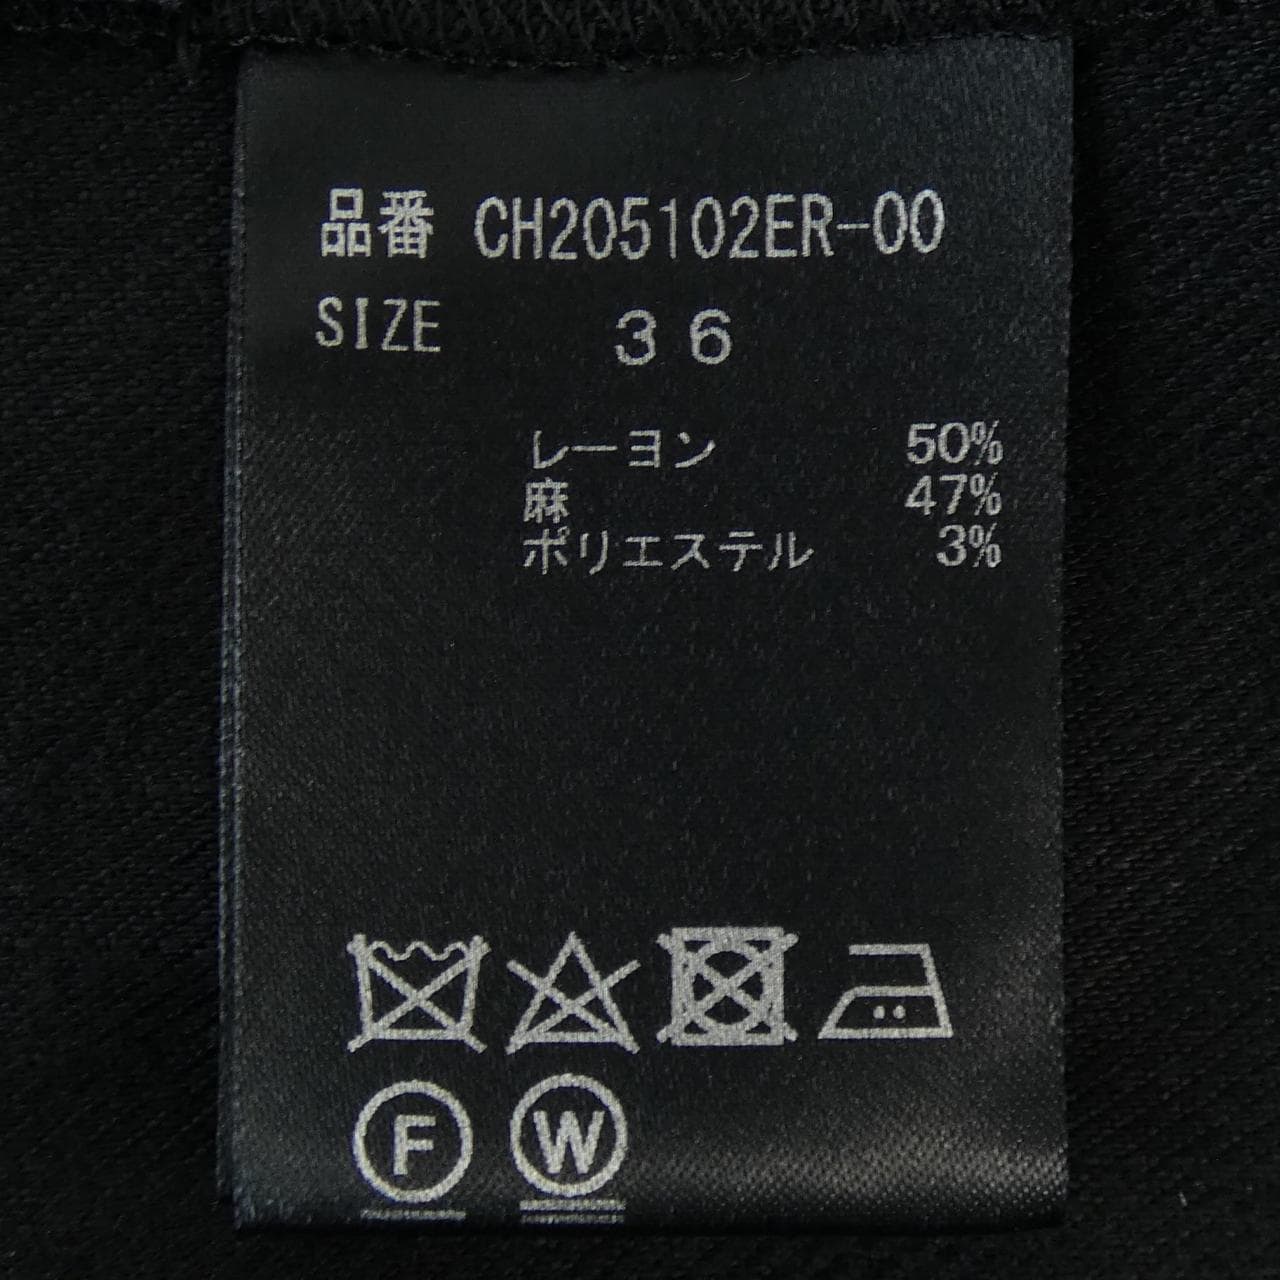 品番 CH205102ER-00
SIZE 36
レーヨン 50%
麻 47%
ポリエステル 3%
F W